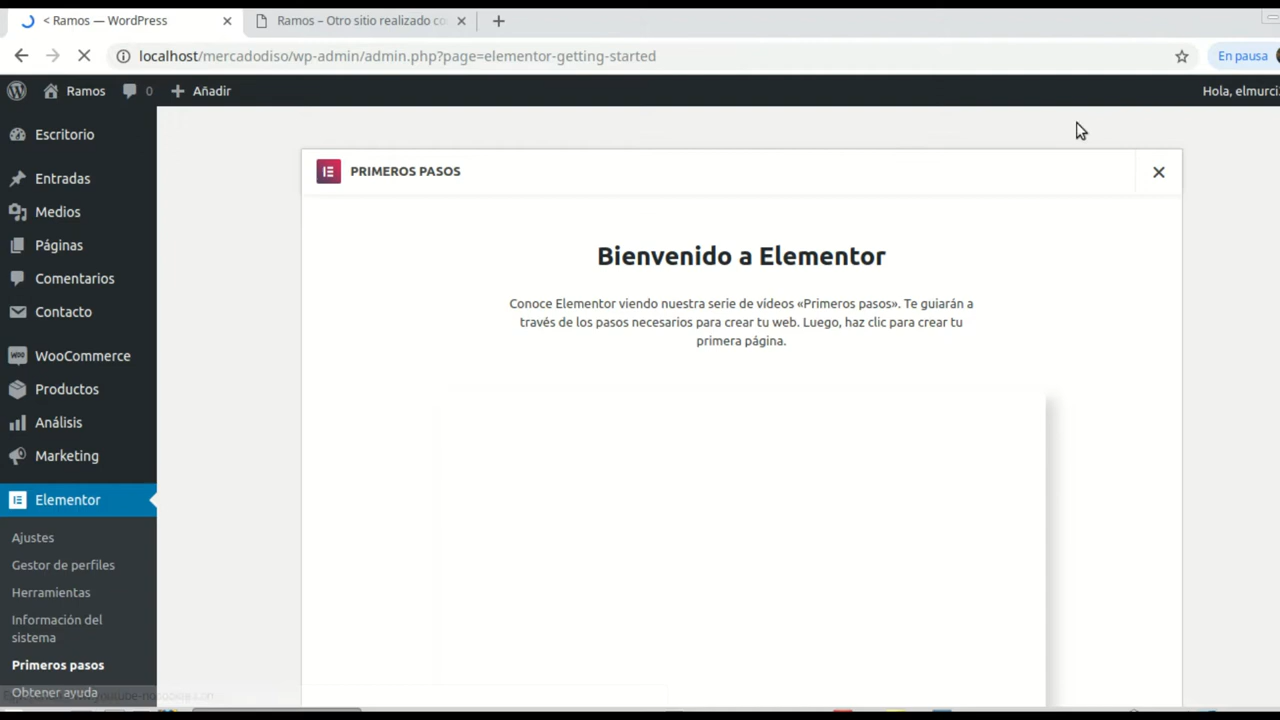 < Ramos — WordPress
Ramos – Otro sitio realizado co
localhost/mercadodiso/wp-admin/admin.php?page=elementor-getting-started
En pausa
Ramos
0
Añadir
Hola, elmurci
Escritorio
Entradas
Medios
Páginas
Comentarios
Contacto
WooCommerce
Productos
Análisis
Marketing
Elementor
Ajustes
Gestor de perfiles
Herramientas
Información del
sistema
Primeros pasos
Obtener ayuda
PRIMEROS PASOS
Bienvenido a Elementor
Conoce Elementor viendo nuestra serie de vídeos «Primeros pasos». Te guiarán a
través de los pasos necesarios para crear tu web. Luego, haz clic para crear tu
primera página.